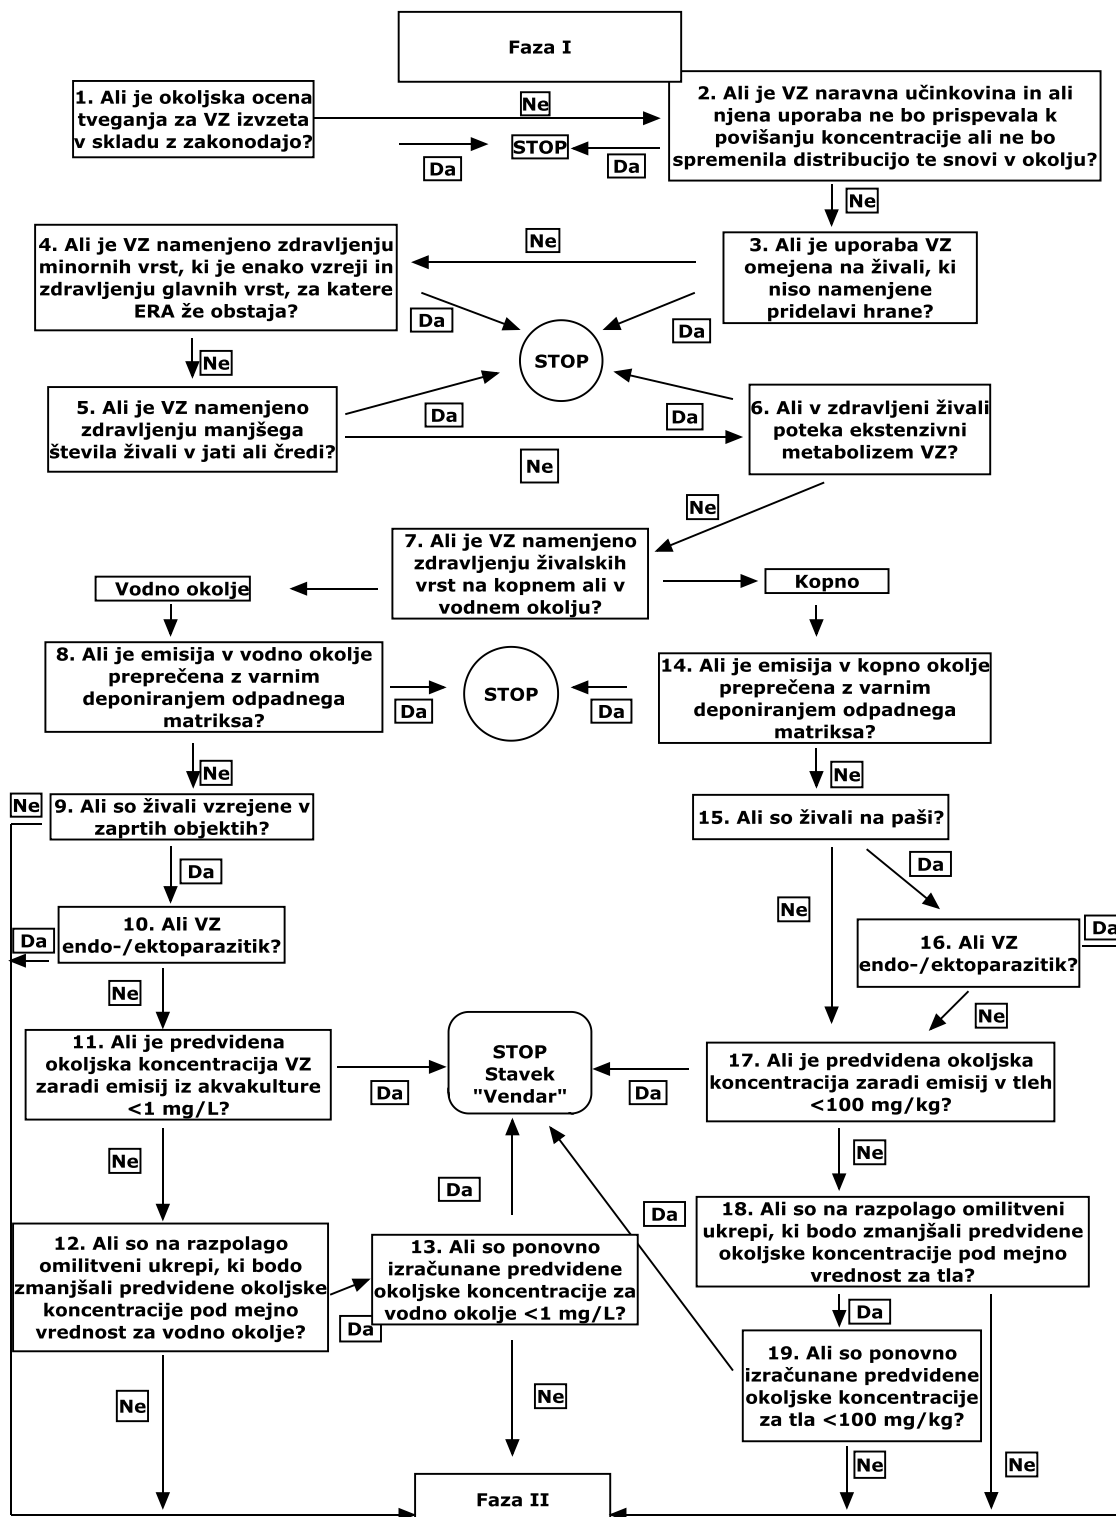 Faza I
1. Ali je okoljska ocena
tveganja za VZ izvzeta
v skladu z zakonodajo?
Ne
2. Ali je VZ naravna učinkovina in ali
njena uporaba ne bo prispevala k
povišanju koncentracije ali ne bo
spremenila distribucijo te snovi v okolju?
STOP
Da
Da
Ne
4. Ali je VZ namenjeno zdravljenju
minornih vrst, ki je enako vzreji in
zdravljenju glavnih vrst, za katere
ERA že obstaja?
Ne
3. Ali je uporaba VZ
omejena na živali, ki
niso namenjene
pridelavi hrane?
Da
Da
STOP
Ne
5. Ali je VZ namenjeno
zdravljenju manjšega
števila živali v jati ali čredi?
Da
Da
Ne
6. Ali v zdravljeni živali
poteka ekstenzivni
metabolizem VZ?
Ne
7. Ali je VZ namenjeno
zdravljenju živalskih
vrst na kopnem ali v
vodnem okolju?
Vodno okolje
Kopno
8. Ali je emisija v vodno okolje
preprečena z varnim
deponiranjem odpadnega
matriksa?
Da
STOP
Da
14. Ali je emisija v kopno okolje
preprečena z varnim
deponiranjem odpadnega
matriksa?
Ne
Ne
Ne
9. Ali so živali vzrejene v
zaprtih objektih?
15. Ali so živali na paši?
Da
Da
Ne
10. Ali VZ
endo-/ektoparazitik?
Da
16. Ali VZ
endo-/ektoparazitik?
Da
Ne
Ne
11. Ali je predvidena
okoljska koncentracija VZ
zaradi emisij iz akvakulture
<1 mg/L?
Da
STOP
Stavek
"Vendar"
Da
17. Ali je predvidena okoljska
koncentracija zaradi emisij v tleh
<100 mg/kg?
Ne
Ne
Da
Da
12. Ali so na razpolago
omilitveni ukrepi, ki bodo
zmanjšali predvidene okoljske
koncentracije pod mejno
vrednost za vodno okolje?
Da
13. Ali so ponovno
izračunane predvidene
okoljske koncentracije za
vodno okolje <1 mg/L?
18. Ali so na razpolago omilitveni
ukrepi, ki bodo zmanjšali predvidene
okoljske koncentracije pod mejno
vrednost za tla?
Da
19. Ali so ponovno
izračunane predvidene
okoljske koncentracije
za tla <100 mg/kg?
Ne
Ne
Ne
Ne
Faza II